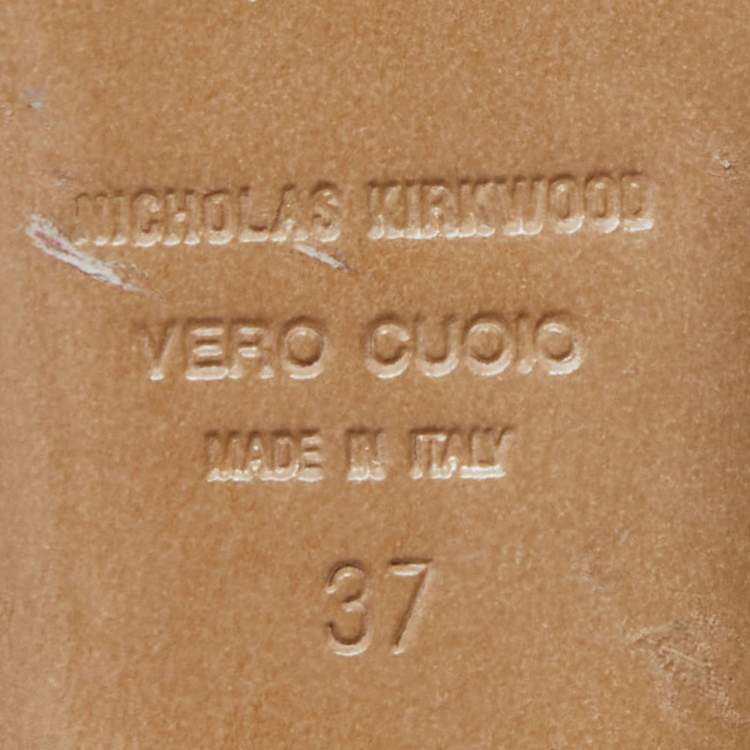 NICHOLAS KIRKWOOD
VERO CUOIO
MADE IN ITALY
37